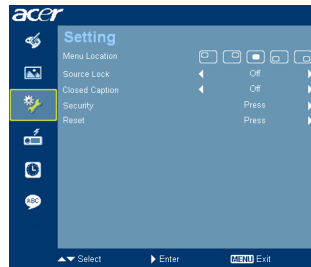 acer
Setting
Menu Location
Source Lock Off
Closed Caption Off
Security Press
Reset Press
ABC
Select Enter MENU Exit